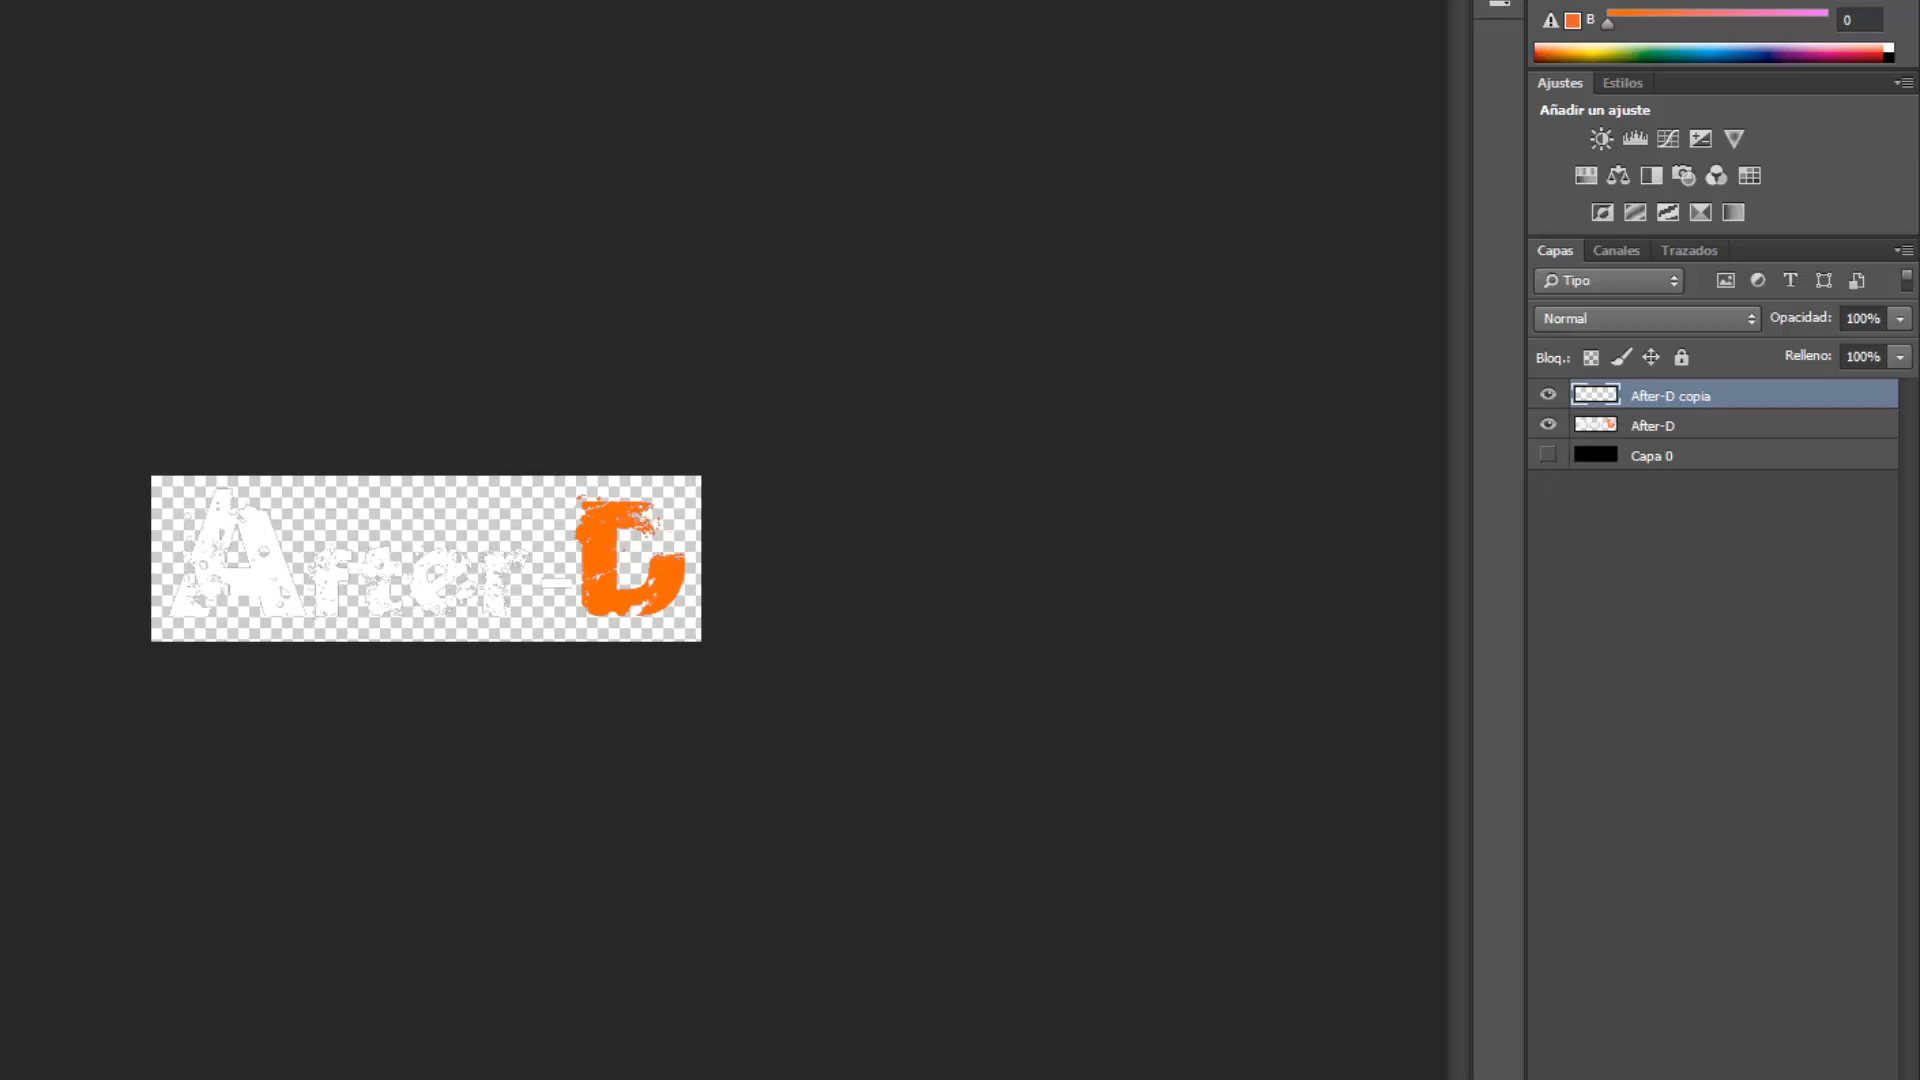 B 0
Ajustes Estilos
Añadir un ajuste
Capas Canales Trazados
Tipo
Normal Opacidad: 100%
Bloq.: Relleno: 100%
After-D copia
After-D
Capa 0
After-D